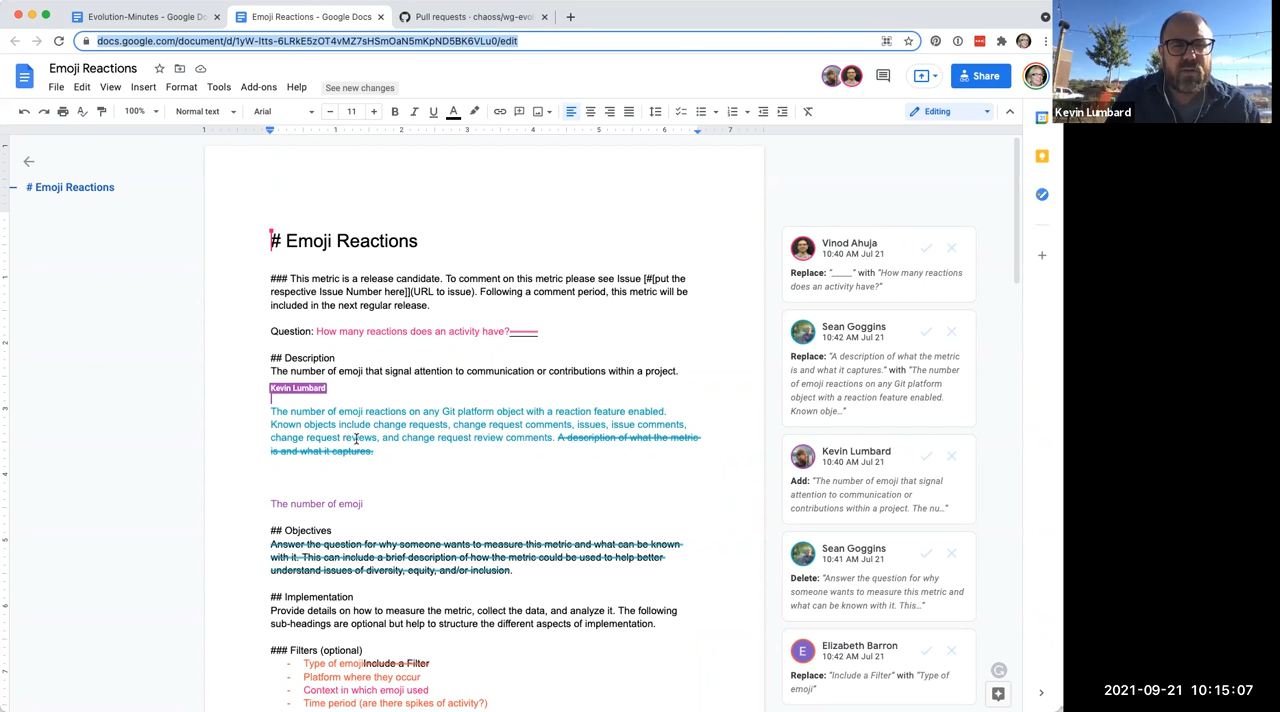 Evolution-Minutes - Google Do
Emoji Reactions - Google Docs
Pull requests · chaoss/wg-evol
docs.google.com/document/d/1yW-Itts-6LRkE5zOT4vMZ7sHSmOaN5mKpND5BK6VLu0/edit
Emoji Reactions
File Edit View Insert Format Tools Add-ons Help See new changes
Share
100% Normal text Arial 11 Editing
Kevin Lumbard
# Emoji Reactions
# Emoji Reactions
### This metric is a release candidate. To comment on this metric please see Issue [#[put the
respective Issue Number here]](URL to issue). Following a comment period, this metric will be
included in the next regular release.
Question: How many reactions does an activity have?_____
## Description
The number of emoji that signal attention to communication or contributions within a project.
Kevin Lumbard
The number of emoji reactions on any Git platform object with a reaction feature enabled.
Known objects include change requests, change request comments, issues, issue comments,
change request reviews, and change request review comments. A description of what the metric
is and what it captures.
The number of emoji
## Objectives
Answer the question for why someone wants to measure this metric and what can be known
with it. This can include a brief description of how the metric could be used to help better
understand issues of diversity, equity, and/or inclusion.
## Implementation
Provide details on how to measure the metric, collect the data, and analyze it. The following
sub-headings are optional but help to structure the different aspects of implementation.
### Filters (optional)
- Type of emojiInclude a Filter
- Platform where they occur
- Context in which emoji used
- Time period (are there spikes of activity?)
Vinod Ahuja
10:40 AM Jul 21
Replace: "_____" with "How many reactions
does an activity have?"
Sean Goggins
10:42 AM Jul 21
Replace: "A description of what the metric
is and what it captures." with "The number
of emoji reactions on any Git platform
object with a reaction feature enabled.
Known obje..."
Kevin Lumbard
10:40 AM Jul 21
Add: "The number of emoji that signal
attention to communication or
contributions within a project. The nu..."
Sean Goggins
10:41 AM Jul 21
Delete: "Answer the question for why
someone wants to measure this metric and
what can be known with it. This..."
E
Elizabeth Barron
10:42 AM Jul 21
Replace: "Include a Filter" with "Type of
emoji"
2021-09-21 10:15:07